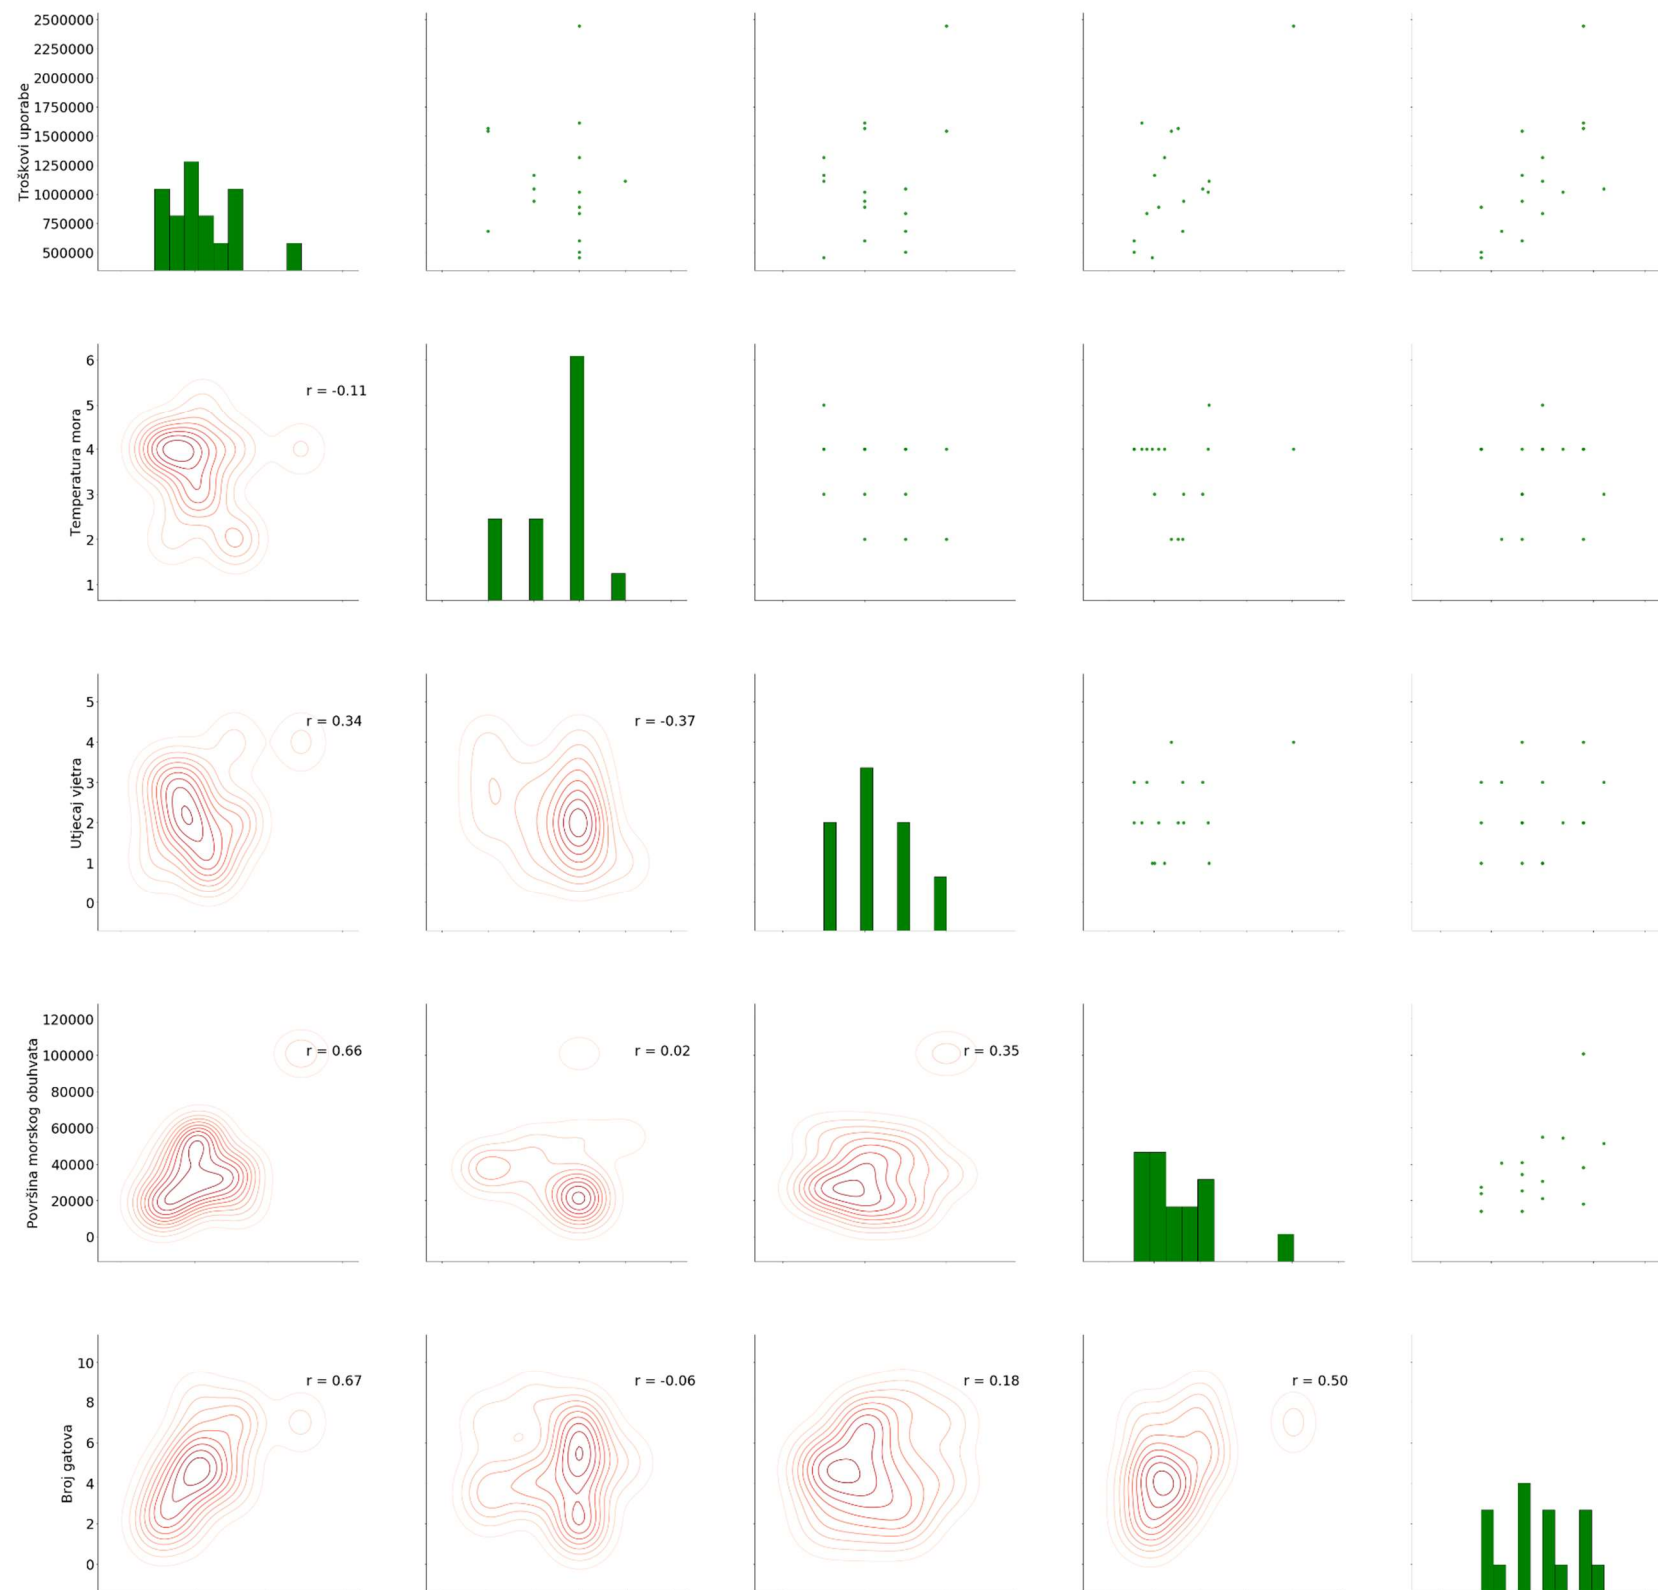 2500000
2250000
2000000
1750000
1500000
1250000
1000000
750000
500000
Troškovi uporabe
6
5
4
3
2
1
Temperatura mora
r = -0.11
5
4
3
2
1
0
Utjecaj vjetra
r = 0.34
r = -0.37
120000
100000
80000
60000
40000
20000
0
Površina morskog obuhvata
r = 0.66
r = 0.02
r = 0.35
10
8
6
4
2
0
Broj gatova
r = 0.67
r = -0.06
r = 0.18
r = 0.50